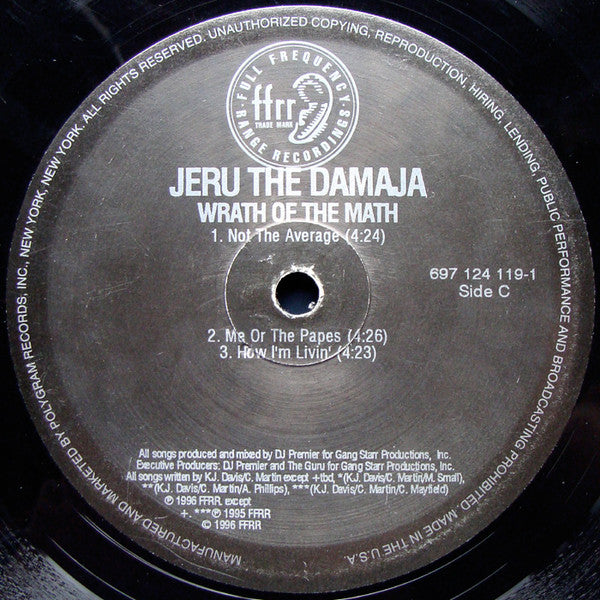 MANUFACTURED AND MARKETED BY POLYGRAM RECORDS, INC., NEW YORK, NEW YORK. ALL RIGHTS RESERVED. UNAUTHORIZED COPYING, REPRODUCTION, HIRING, LENDING, PUBLIC PERFORMANCE AND BROADCASTING PROHIBITED. MADE IN THE U.S.A.
FULL FREQUENCY
ffrr
TRADE MARK
RANGE RECORDINGS
JERU THE DAMAJA
WRATH OF THE MATH
1. Not The Average (4:24)
697 124 119-1
Side C
2. Me Or The Papes (4:26)
3. How I'm Livin' (4:23)
All songs produced and mixed by DJ Premier for Gang Starr Productions, Inc.
Executive Producers: DJ Premier and The Guru for Gang Starr Productions, Inc.
All songs written by K.J. Davis/C. Martin except +tbd, *(K.J. Davis/C. Martin/M. Small),
**(K.J. Davis/C. Martin/A. Phillips), ***(K.J. Davis/C. Martin/C. Mayfield)
℗ 1996 FFRR. except
+. ***℗ 1995 FFRR
© 1996 FFRR